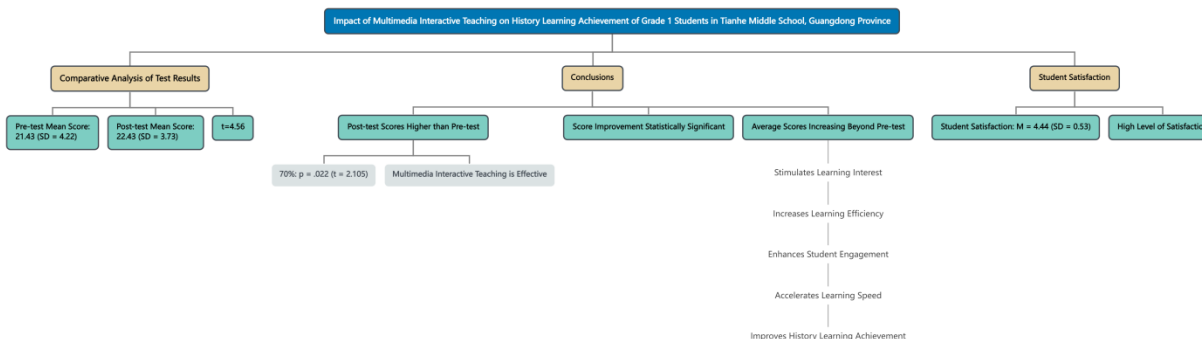 Impact of Multimedia Interactive Teaching on History Learning Achievement of Grade 1 Students in Tianhe Middle School, Guangdong Province
Comparative Analysis of Test Results
Conclusions
Student Satisfaction
Pre-test Mean Score:
21.43 (SD = 4.22)
Post-test Mean Score:
22.43 (SD = 3.73)
t=4.56
Post-test Scores Higher than Pre-test
Score Improvement Statistically Significant
Average Scores Increasing Beyond Pre-test
Student Satisfaction: M = 4.44 (SD = 0.53)
High Level of Satisfactio
70%: p = .022 (t = 2.105)
Multimedia Interactive Teaching is Effective
Stimulates Learning Interest
Increases Learning Efficiency
Enhances Student Engagement
Accelerates Learning Speed
Improves History Learning Achievement